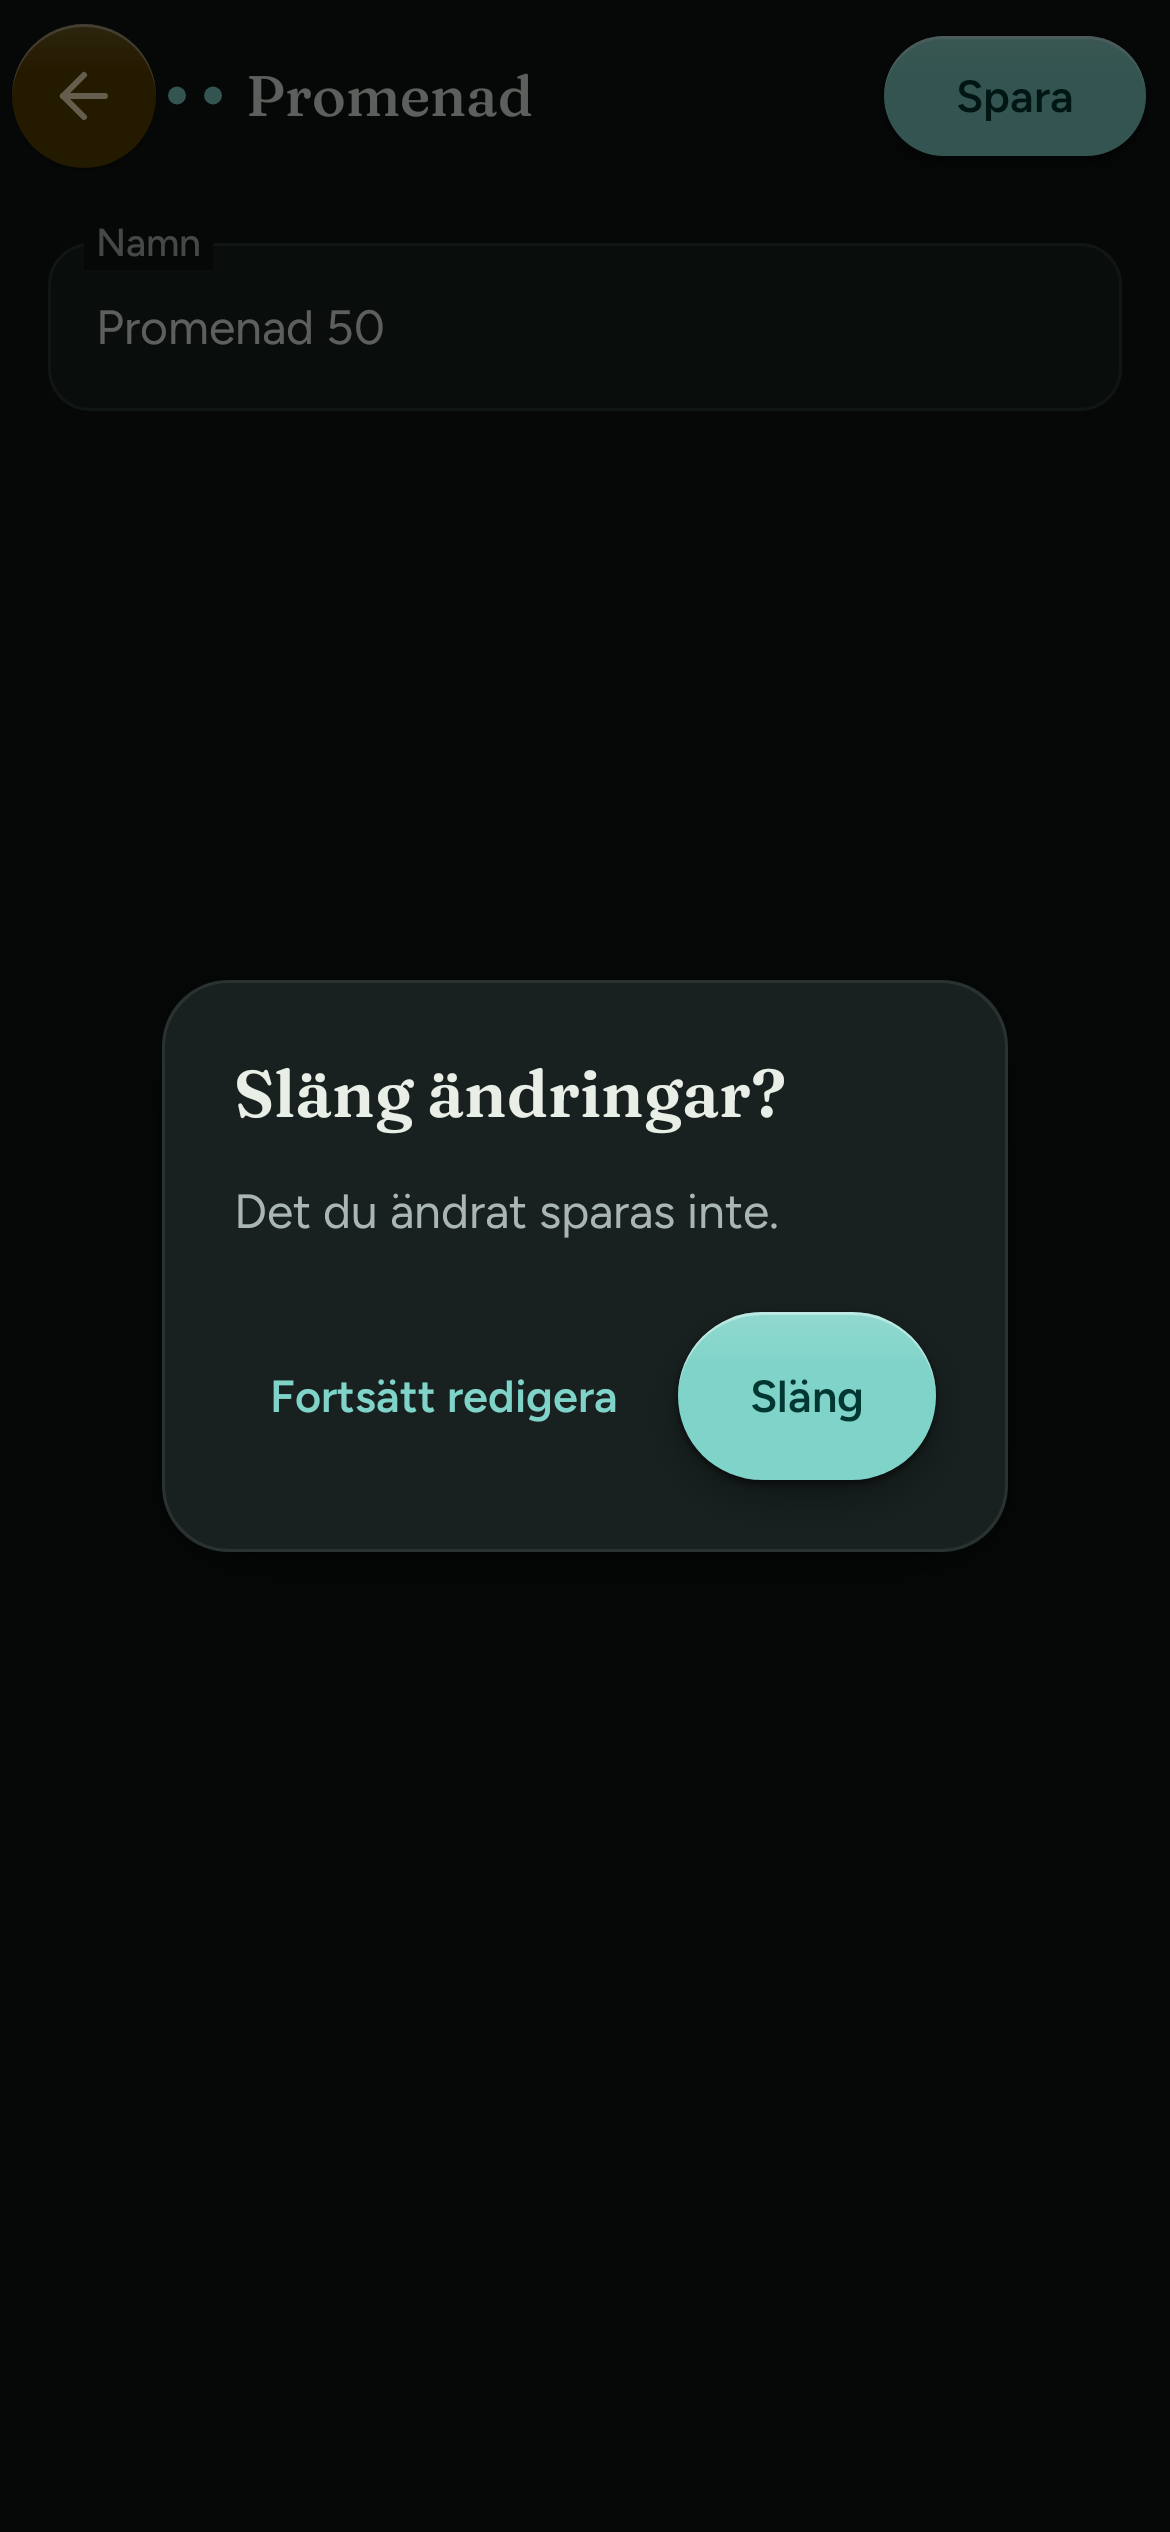 Promenad
Spara
Namn
Promenad 50
Släng ändringar?
Det du ändrat sparas inte.
Fortsätt redigera
Släng